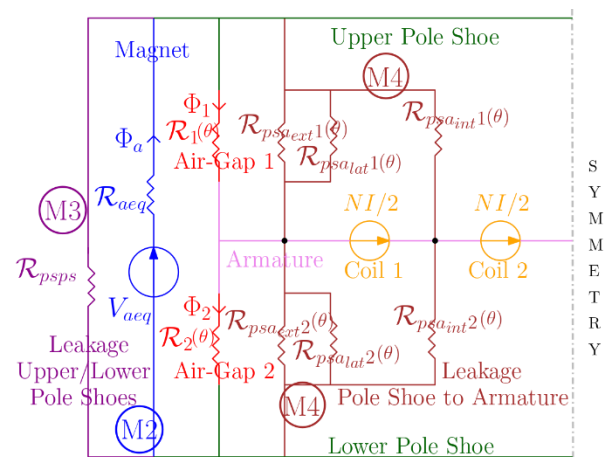 Upper Pole Shoe
Magnet
M4
Φ1
R1(θ)
Rpsaext1(θ)
Rpsaint1(θ)
Rpsalat1(θ)
Air-Gap 1
Φa
Raeq
M3
NI/2
NI/2
Armature
Coil 1
Coil 2
Rpsps
Vaeq
Φ2
R2(θ)
Rpsaext2(θ)
Rpsaint2(θ)
Rpsalat2(θ)
Leakage
Upper/Lower
Pole Shoes
Air-Gap 2
Leakage
Pole Shoe to Armature
M4
M2
Lower Pole Shoe
S
Y
M
M
E
T
R
Y